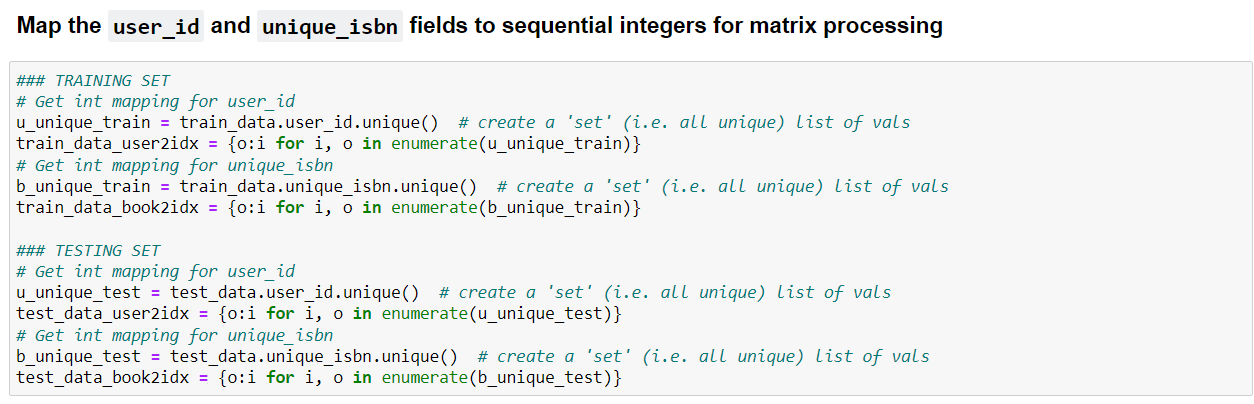 Map the user_id and unique_isbn fields to sequential integers for matrix processing
### TRAINING SET
# Get int mapping for user_id
u_unique_train = train_data.user_id.unique()  # create a 'set' (i.e. all unique) list of vals
train_data_user2idx = {o:i for i, o in enumerate(u_unique_train)}
# Get int mapping for unique_isbn
b_unique_train = train_data.unique_isbn.unique()  # create a 'set' (i.e. all unique) list of vals
train_data_book2idx = {o:i for i, o in enumerate(b_unique_train)}
### TESTING SET
# Get int mapping for user_id
u_unique_test = test_data.user_id.unique()  # create a 'set' (i.e. all unique) list of vals
test_data_user2idx = {o:i for i, o in enumerate(u_unique_test)}
# Get int mapping for unique_isbn
b_unique_test = test_data.unique_isbn.unique()  # create a 'set' (i.e. all unique) list of vals
test_data_book2idx = {o:i for i, o in enumerate(b_unique_test)}